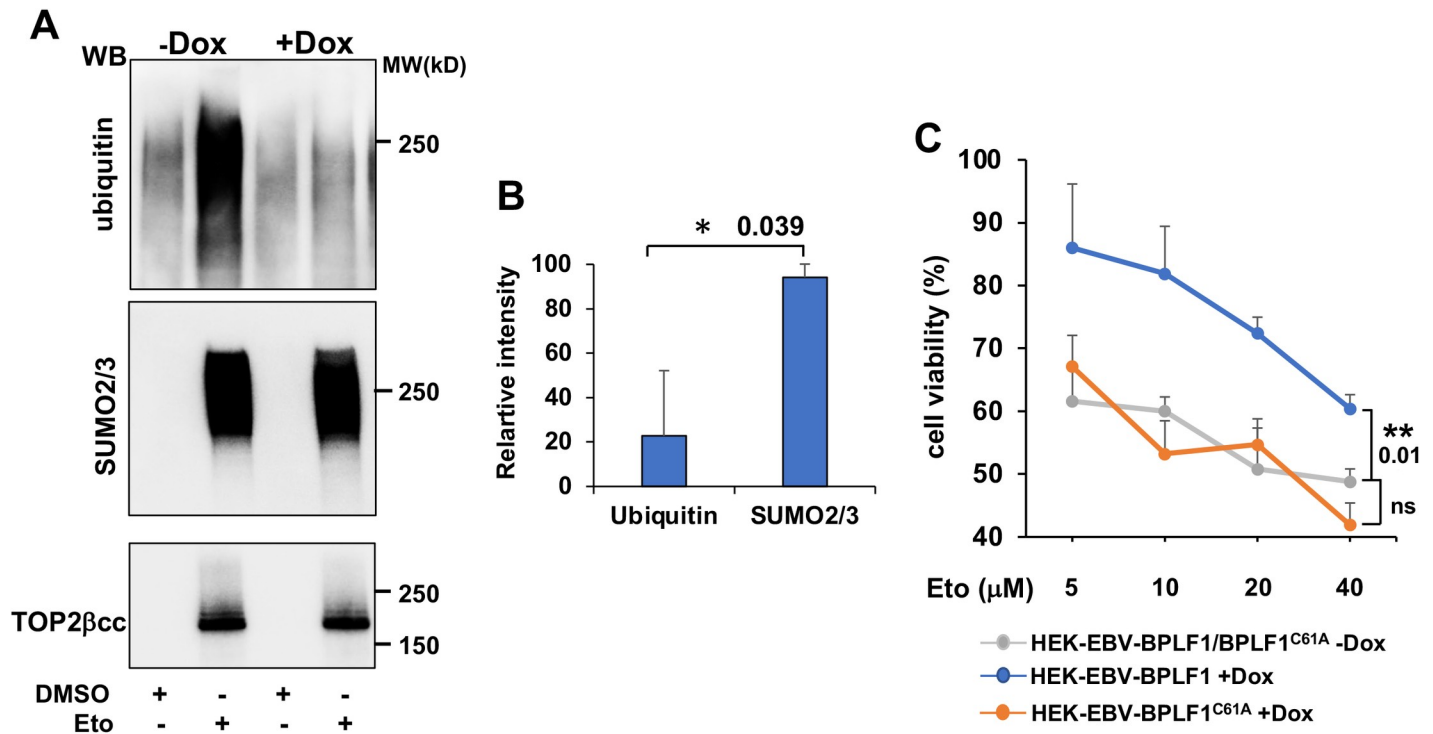 A
-Dox +Dox
WB
MW(kD)
ubiquitin
250
SUMO2/3
250
TOP2βcc
250
150
DMSO + - + -
Eto - + - +
B
* 0.039
Relartive intensity
100
80
60
40
20
0
Ubiquitin SUMO2/3
C
cell viability (%)
100
90
80
70
60
50
40
**
0.01
ns
Eto (μM) 5 10 20 40
HEK-EBV-BPLF1/BPLF1C61A -Dox
HEK-EBV-BPLF1 +Dox
HEK-EBV-BPLF1C61A +Dox